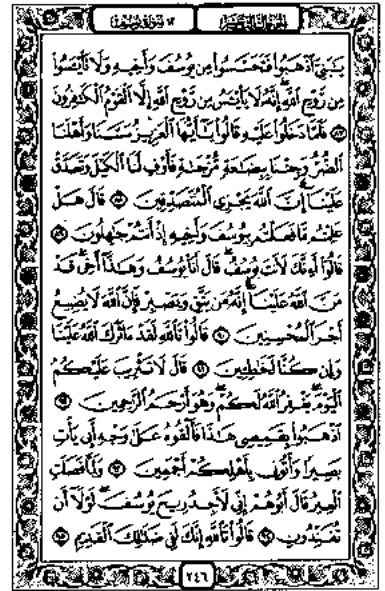 الجزء الثالث عشر ١٢ سورة يوسف
يَـٰبَنِىَّ ٱذْهَبُوا۟ فَتَحَسَّسُوا۟ مِن يُوسُفَ وَأَخِيهِ وَلَا تَا۟يْـَٔسُوا۟
مِن رَّوْحِ ٱللَّهِ إِنَّهُۥ لَا يَا۟يْـَٔسُ مِن رَّوْحِ ٱللَّهِ إِلَّا ٱلْقَوْمُ ٱلْكَـٰفِرُونَ
٨٧ فَلَمَّا دَخَلُوا۟ عَلَيْهِ قَالُوا۟ يَـٰٓأَيُّهَا ٱلْعَزِيزُ مَسَّنَا وَأَهْلَنَا
ٱلضُّرُّ وَجِئْنَا بِبِضَـٰعَةٍ مُّزْجَىٰةٍ فَأَوْفِ لَنَا ٱلْكَيْلَ وَتَصَدَّقْ
عَلَيْنَآ إِنَّ ٱللَّهَ يَجْزِى ٱلْمُتَصَدِّقِينَ ٨٨ قَالَ هَلْ
عَلِمْتُم مَّا فَعَلْتُم بِيُوسُفَ وَأَخِيهِ إِذْ أَنتُمْ جَـٰهِلُونَ ٨٩
قَالُوٓا۟ أَءِنَّكَ لَأَنتَ يُوسُفُ قَالَ أَنَا۠ يُوسُفُ وَهَـٰذَآ أَخِى قَدْ
مَنَّ ٱللَّهُ عَلَيْنَآ إِنَّهُۥ مَن يَتَّقِ وَيَصْبِرْ فَإِنَّ ٱللَّهَ لَا يُضِيعُ
أَجْرَ ٱلْمُحْسِنِينَ ٩٠ قَالُوا۟ تَٱللَّهِ لَقَدْ ءَاثَرَكَ ٱللَّهُ عَلَيْنَا
وَإِن كُنَّا لَخَـٰطِـِٔينَ ٩١ قَالَ لَا تَثْرِيبَ عَلَيْكُمُ
ٱلْيَوْمَ يَغْفِرُ ٱللَّهُ لَكُمْ وَهُوَ أَرْحَمُ ٱلرَّٰحِمِينَ ٩٢
ٱذْهَبُوا۟ بِقَمِيصِى هَـٰذَا فَأَلْقُوهُ عَلَىٰ وَجْهِ أَبِى يَأْتِ
بَصِيرًا وَأْتُونِى بِأَهْلِكُمْ أَجْمَعِينَ ٩٣ وَلَمَّا فَصَلَتِ
ٱلْعِيرُ قَالَ أَبُوهُمْ إِنِّى لَأَجِدُ رِيحَ يُوسُفَ لَوْلَآ أَن
تُفَنِّدُونِ ٩٤ قَالُوا۟ تَٱللَّهِ إِنَّكَ لَفِى ضَلَـٰلِكَ ٱلْقَدِيمِ ٩٥
٢٤٦